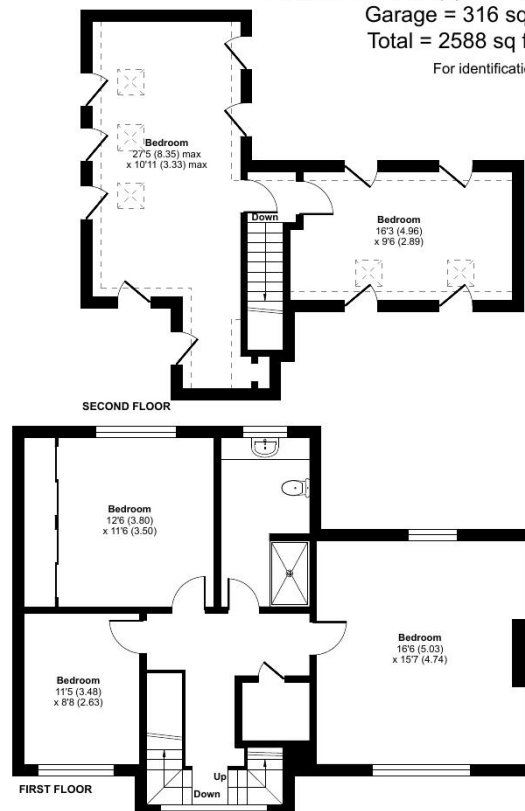 Garage = 316 sq
Total = 2588 sq f
For identificatio
Bedroom
27'5 (8.35) max
x 10'11 (3.33) max
Down
Bedroom
16'3 (4.96)
x 9'6 (2.89)
SECOND FLOOR
Bedroom
12'6 (3.80)
x 11'6 (3.50)
Bedroom
16'6 (5.03)
x 15'7 (4.74)
Bedroom
11'5 (3.48)
x 8'8 (2.63)
Up
Down
FIRST FLOOR